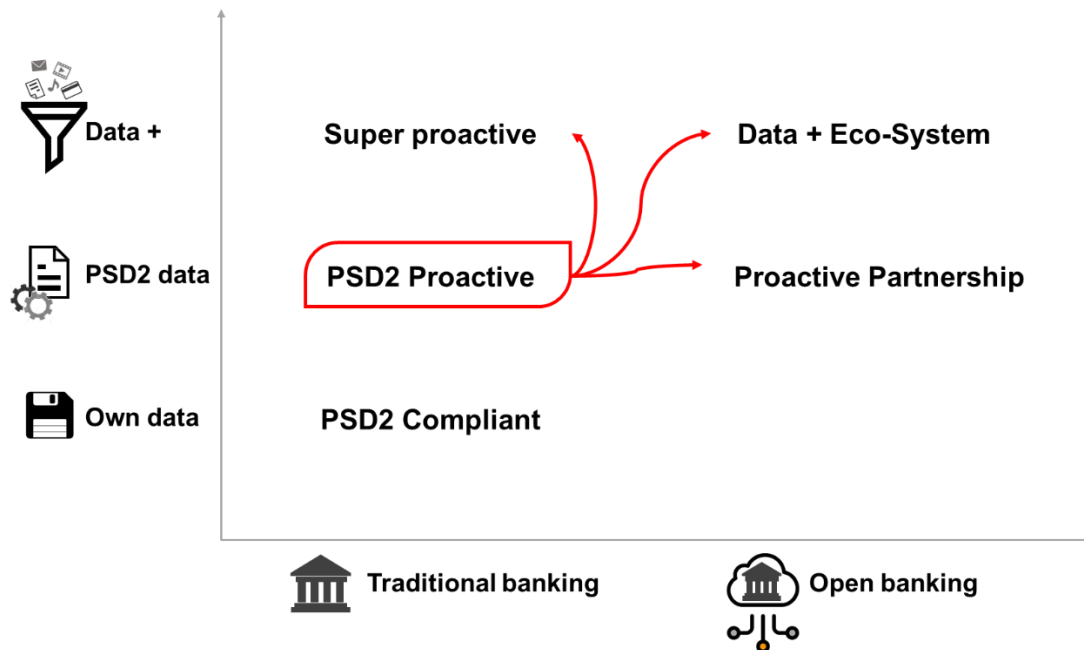 Data +
Super proactive
Data + Eco-System
PSD2 data
PSD2 Proactive
Proactive Partnership
Own data
PSD2 Compliant
Traditional banking
Open banking